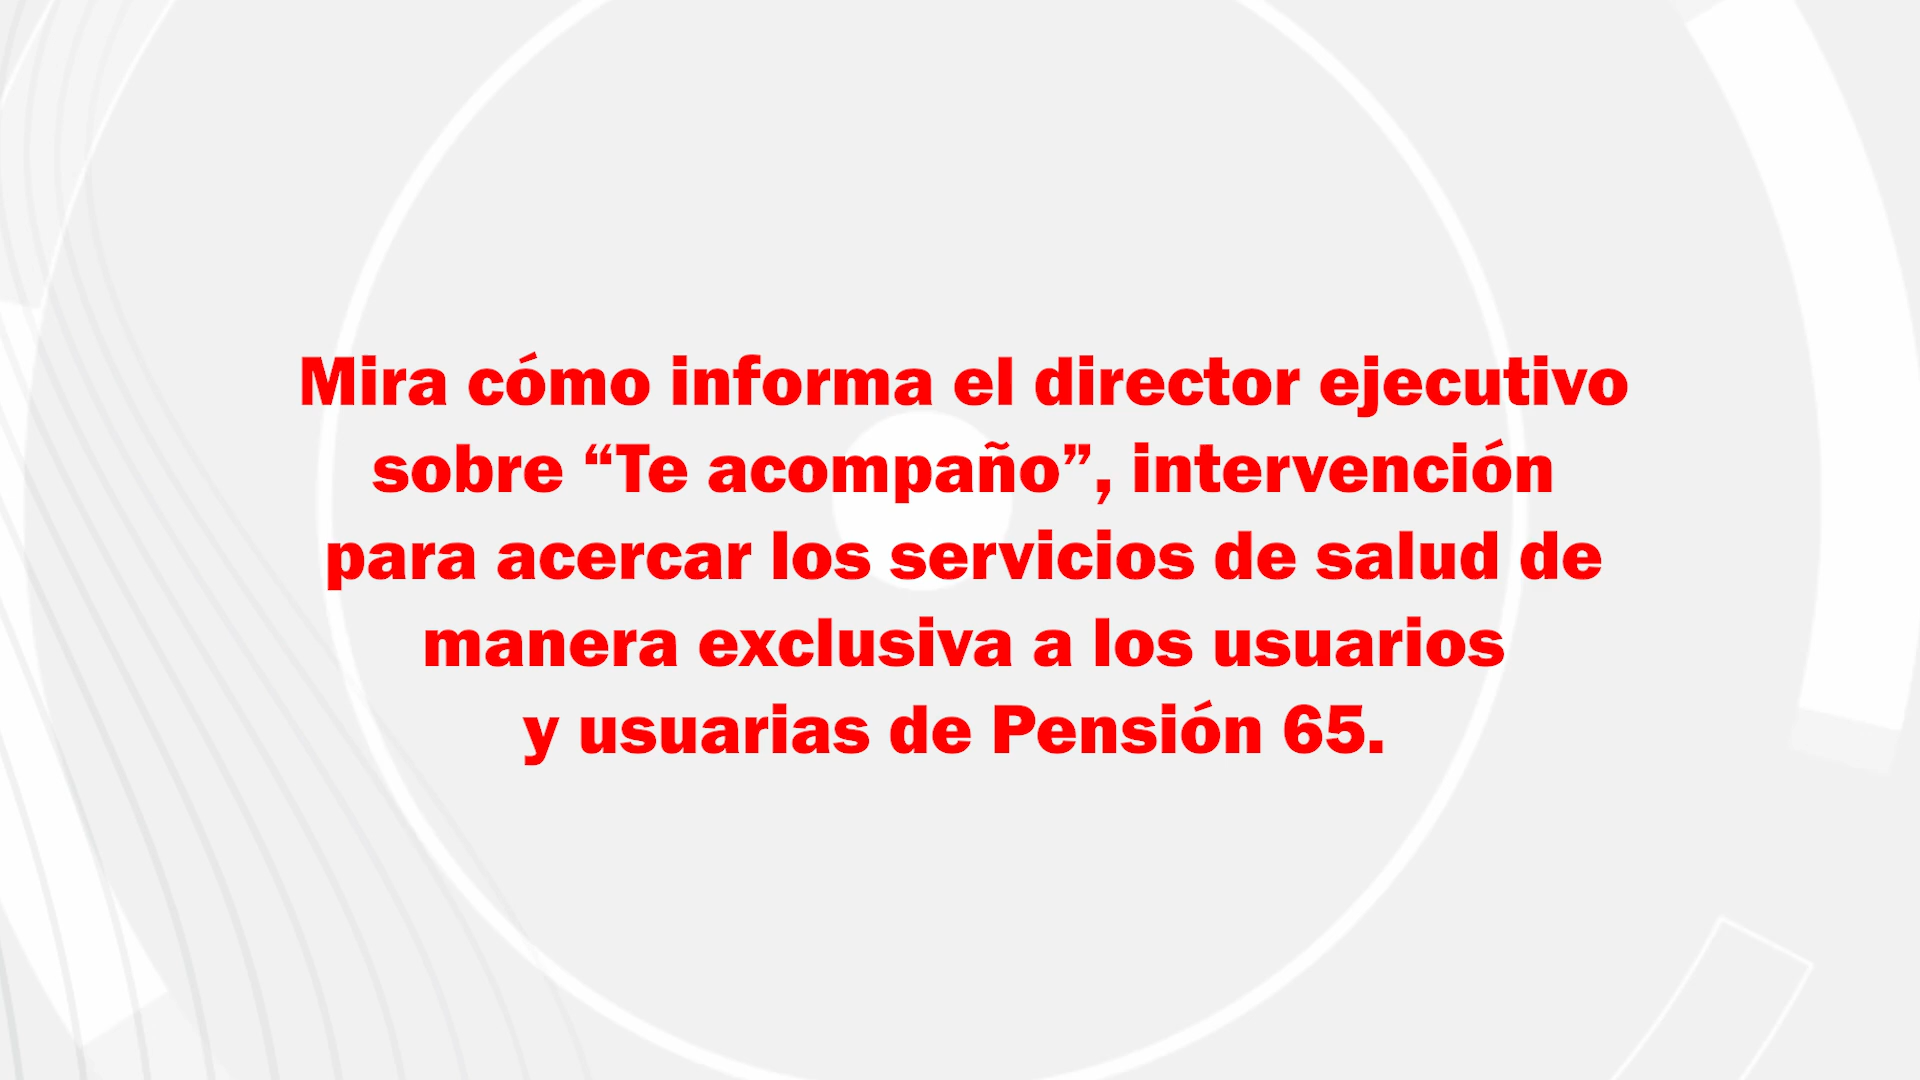 Mira cómo informa el director ejecutivo
sobre “Te acompaño”, intervención
para acercar los servicios de salud de
manera exclusiva a los usuarios
y usuarias de Pensión 65.